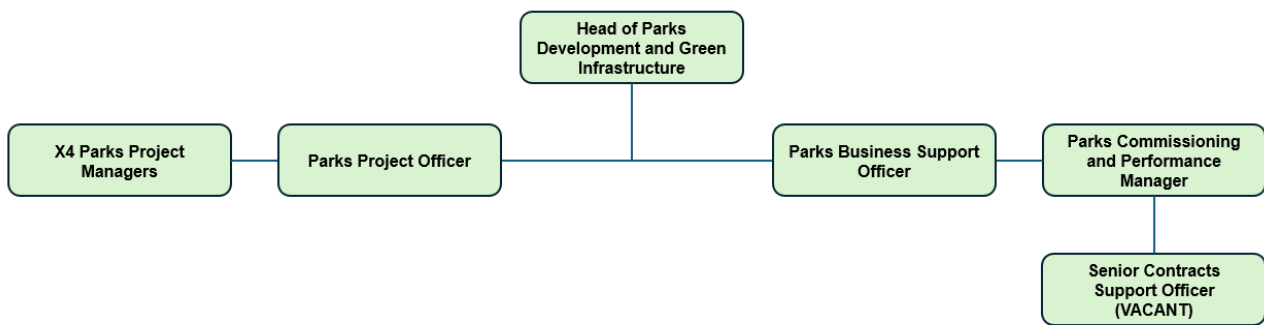 Head of Parks
Development and Green
Infrastructure
X4 Parks Project
Managers
Parks Project Officer
Parks Business Support
Officer
Parks Commissioning
and Performance
Manager
Senior Contracts
Support Officer
(VACANT)